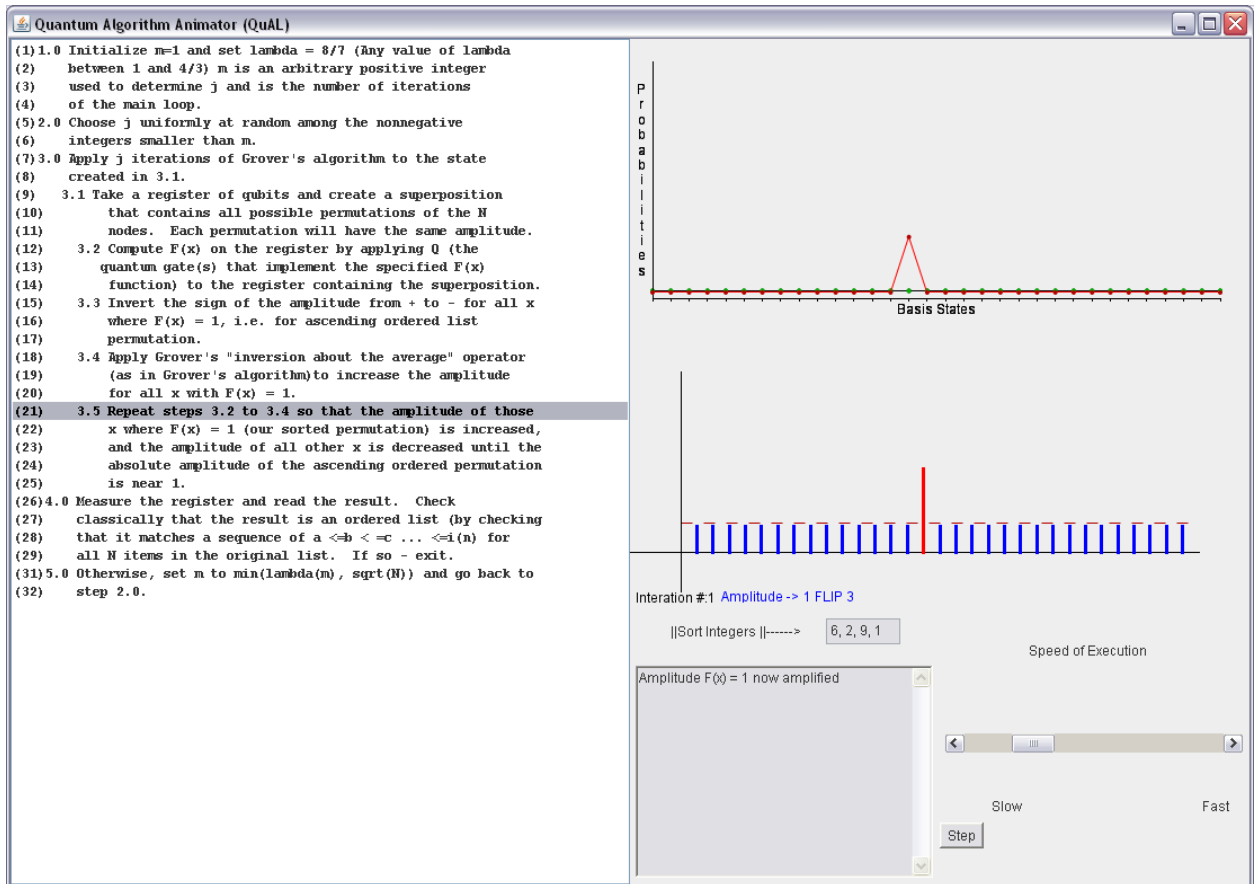 Quantum Algorithm Animator (QuAL)
(1)1.0 Initialize m=1 and set lambda = 8/7 (Any value of lambda
(2) between 1 and 4/3) m is an arbitrary positive integer
(3) used to determine j and is the number of iterations
(4) of the main loop.
(5)2.0 Choose j uniformly at random among the nonnegative
(6) integers smaller than m.
(7)3.0 Apply j iterations of Grover's algorithm to the state
(8) created in 3.1.
(9) 3.1 Take a register of qubits and create a superposition
(10) that contains all possible permutations of the N
(11) nodes. Each permutation will have the same amplitude.
(12) 3.2 Compute F(x) on the register by applying Q (the
(13) quantum gate(s) that implement the specified F(x)
(14) function) to the register containing the superposition.
(15) 3.3 Invert the sign of the amplitude from + to - for all x
(16) where F(x) = 1, i.e. for ascending ordered list
(17) permutation.
(18) 3.4 Apply Grover's "inversion about the average" operator
(19) (as in Grover's algorithm)to increase the amplitude
(20) for all x with F(x) = 1.
(21) 3.5 Repeat steps 3.2 to 3.4 so that the amplitude of those
(22) x where F(x) = 1 (our sorted permutation) is increased,
(23) and the amplitude of all other x is decreased until the
(24) absolute amplitude of the ascending ordered permutation
(25) is near 1.
(26)4.0 Measure the register and read the result. Check
(27) classically that the result is an ordered list (by checking
(28) that it matches a sequence of a <=b < =c ... <=i(n) for
(29) all N items in the original list. If so - exit.
(31)5.0 Otherwise, set m to min(lambda(m), sqrt(N)) and go back to
(32) step 2.0.
Probabilities
Basis States
Interation #:1 Amplitude -> 1 FLIP 3
||Sort Integers ||------> 6, 2, 9, 1
Speed of Execution
Amplitude F(x) = 1 now amplified
Slow Fast
Step